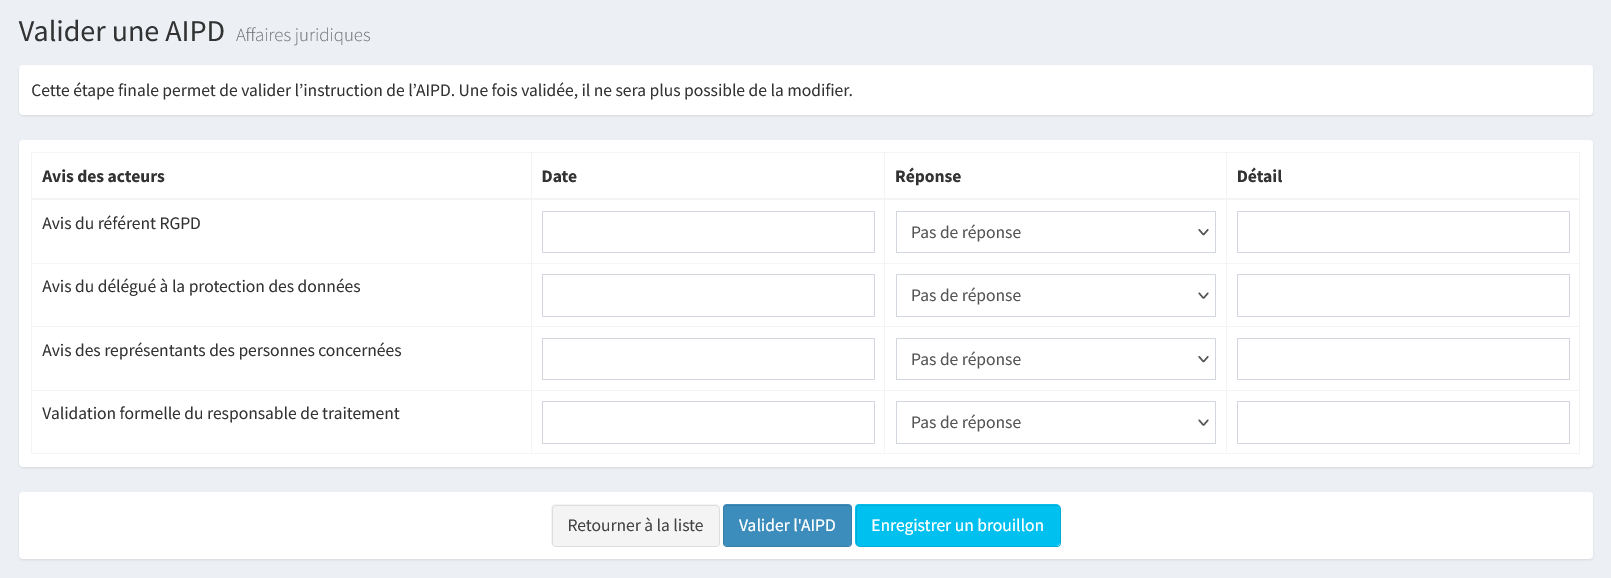 Valider une AIPD Affaires juridiques
Cette étape finale permet de valider l’instruction de l’AIPD. Une fois validée, il ne sera plus possible de la modifier.
Avis des acteurs Date Réponse Détail
Avis du référent RGPD Pas de réponse
Avis du délégué à la protection des données Pas de réponse
Avis des représentants des personnes concernées Pas de réponse
Validation formelle du responsable de traitement Pas de réponse
Retourner à la liste Valider l'AIPD Enregistrer un brouillon